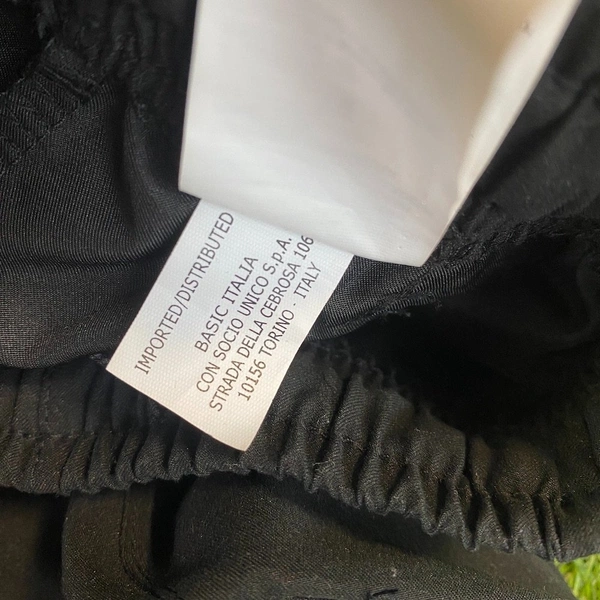 IMPORTED/DISTRIBUTED
BASIC ITALIA
CON SOCIO UNICO S.p.A.
STRADA DELLA CEBROSA 106
10156 TORINO ITALY